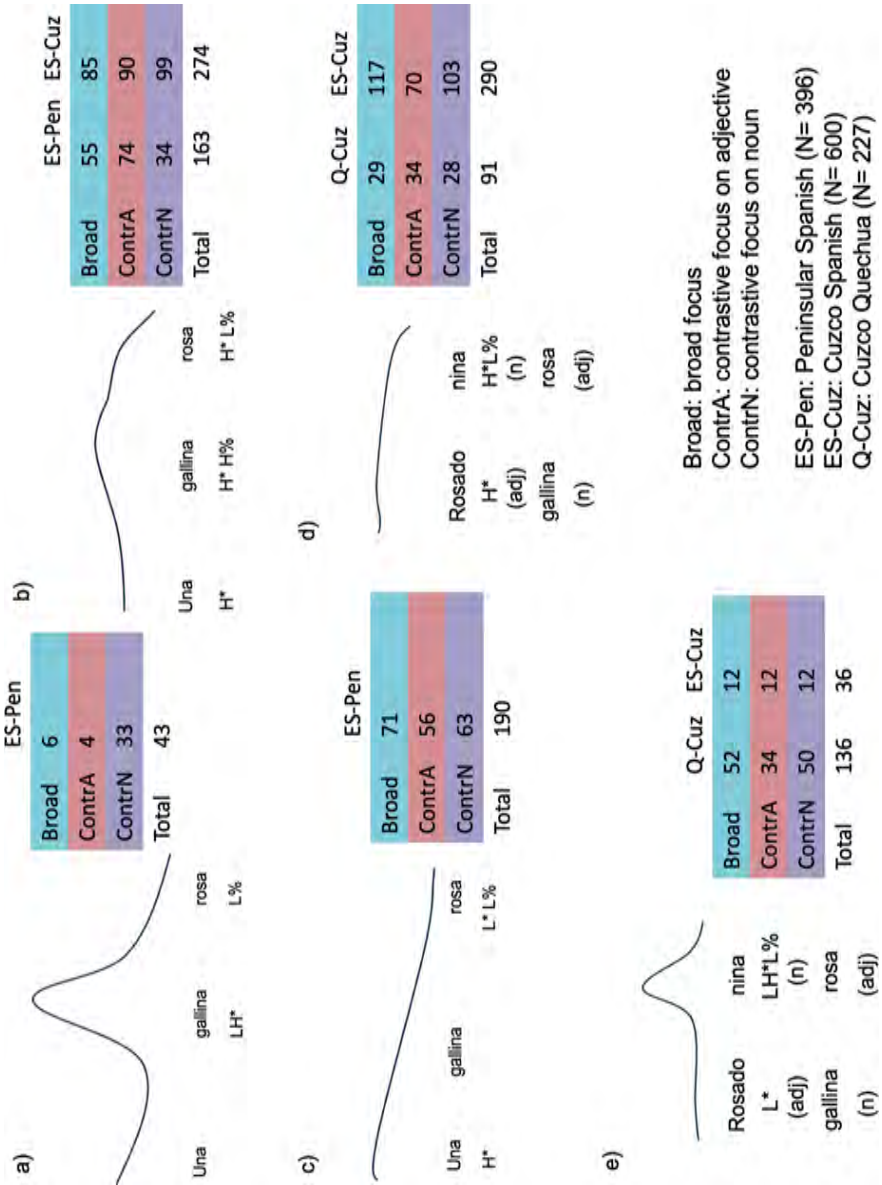 a)
ES-Pen
Broad 6
ContrA 4
ContrN 33
Total 43
Una gallina rosa
LH* L%
b)
ES-Pen ES-Cuz
Broad 55 85
ContrA 74 90
ContrN 34 99
Total 163 274
Una gallina rosa
H* H* H% H* L%
c)
ES-Pen
Broad 71
ContrA 56
ContrN 63
Total 190
Una gallina rosa
H* L* L%
d)
Q-Cuz ES-Cuz
Broad 29 117
ContrA 34 70
ContrN 28 103
Total 91 290
Rosado nina
H* H*L%
(adj) (n)
gallina rosa
(n) (adj)
e)
Q-Cuz ES-Cuz
Broad 52 12
ContrA 34 12
ContrN 50 12
Total 136 36
Rosado nina
L* LH*L%
(adj) (n)
gallina rosa
(n) (adj)
Broad: broad focus
ContrA: contrastive focus on adjective
ContrN: contrastive focus on noun
ES-Pen: Peninsular Spanish (N= 396)
ES-Cuz: Cuzco Spanish (N= 600)
Q-Cuz: Cuzco Quechua (N= 227)